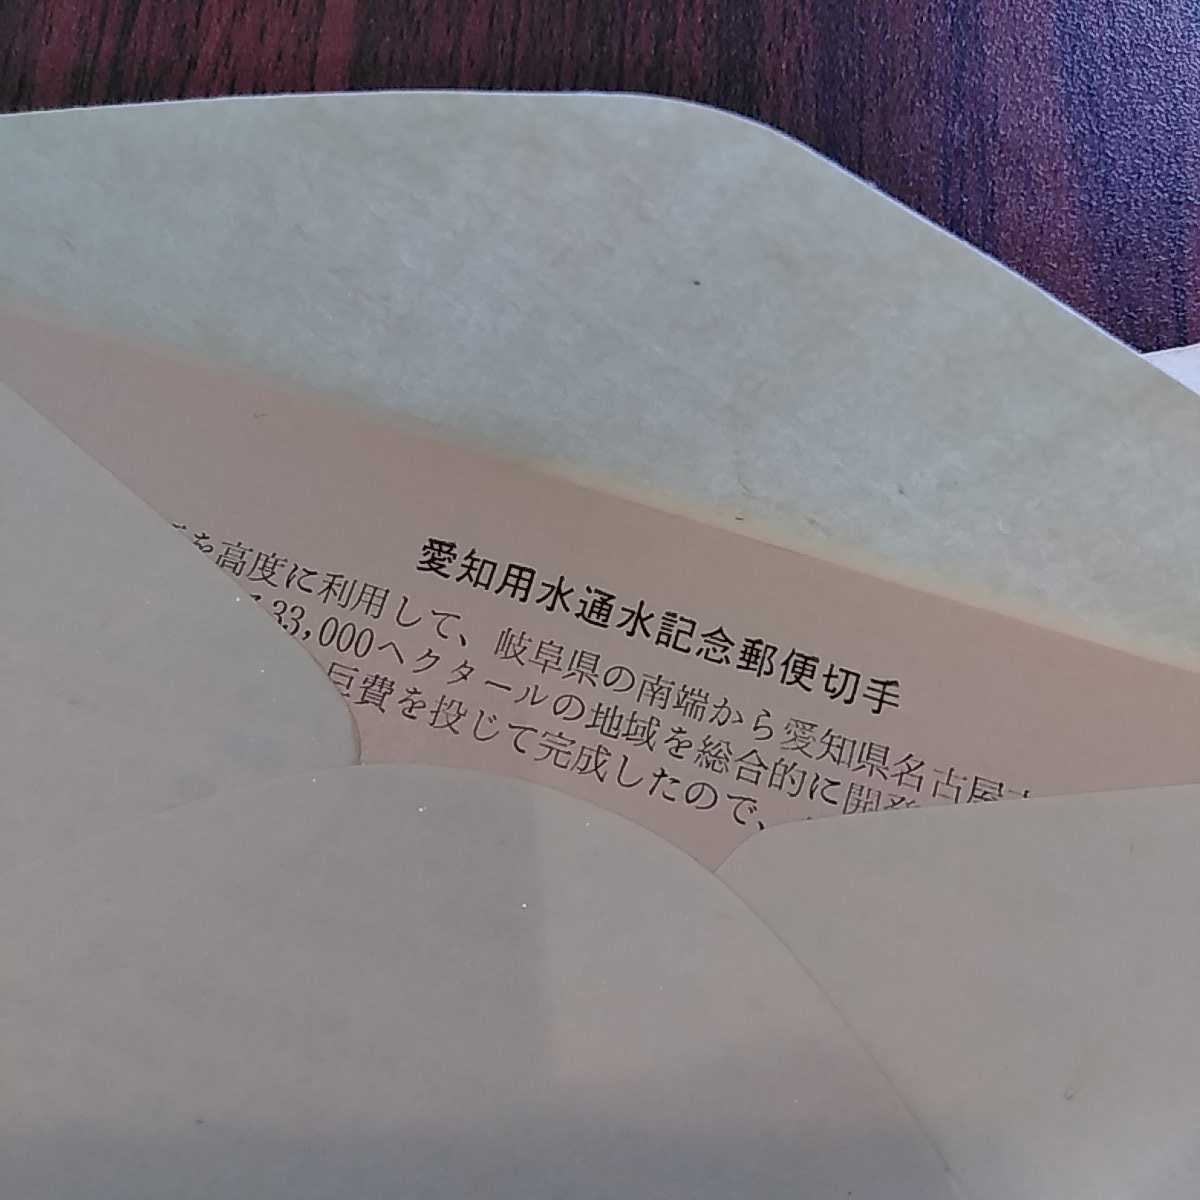 愛知用水通水記念郵便切手
を高度に利用して、岐阜県の南端から愛知県名古屋
33,000ヘクタールの地域を総合的に開発
巨費を投じて完成したので、